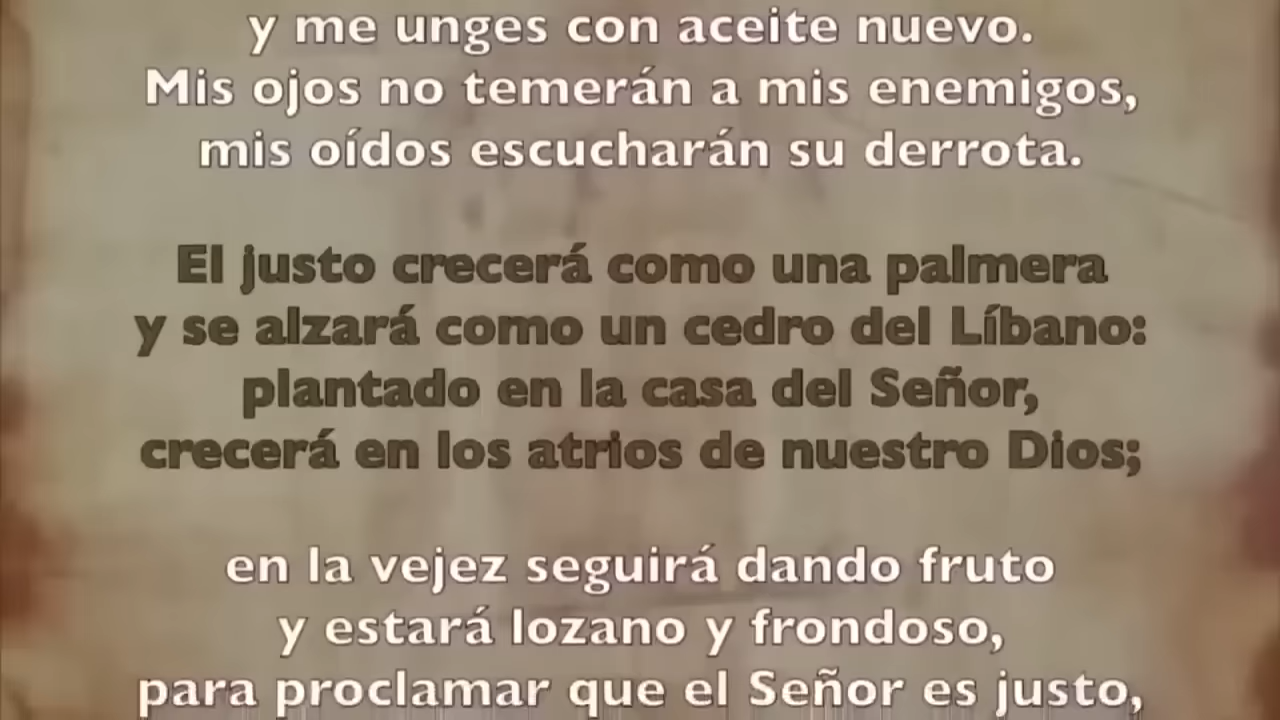 y me unges con aceite nuevo.
Mis ojos no temerán a mis enemigos,
mis oídos escucharán su derrota.
El justo crecerá como una palmera
y se alzará como un cedro del Líbano:
plantado en la casa del Señor,
crecerá en los atrios de nuestro Dios;
en la vejez seguirá dando fruto
y estará lozano y frondoso,
para proclamar que el Señor es justo,